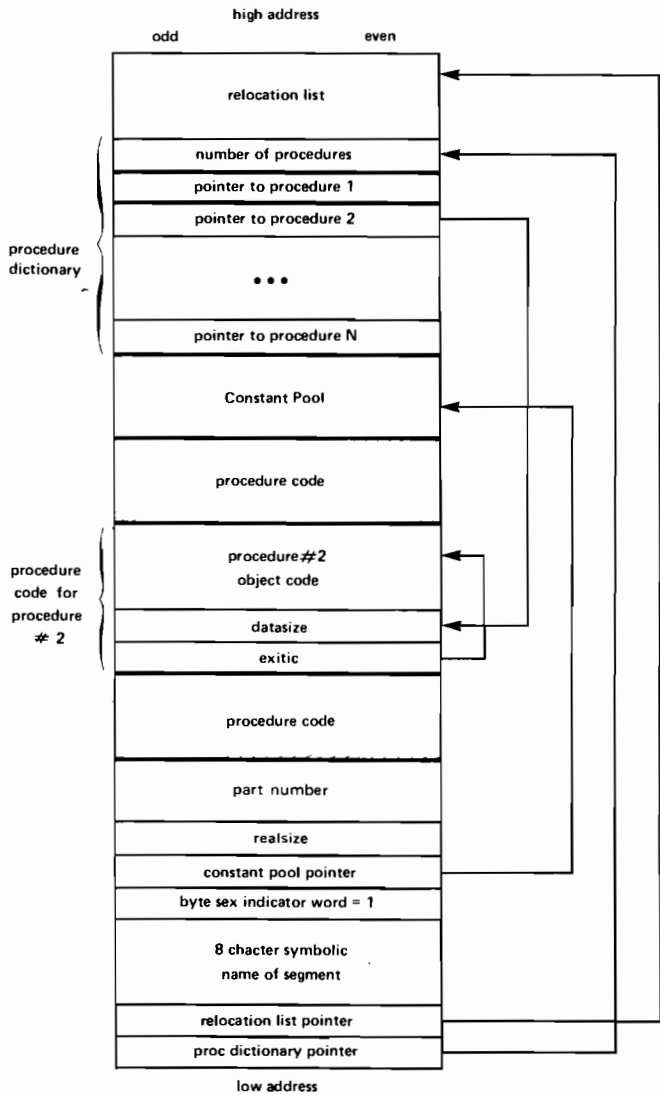 high address
odd even
relocation list
number of procedures
pointer to procedure 1
pointer to procedure 2
procedure
dictionary
•••
pointer to procedure N
Constant Pool
procedure code
procedure
code for
procedure
# 2
procedure #2
object code
datasize
exitic
procedure code
part number
realsize
constant pool pointer
byte sex indicator word = 1
8 chacter symbolic
name of segment
relocation list pointer
proc dictionary pointer
low address